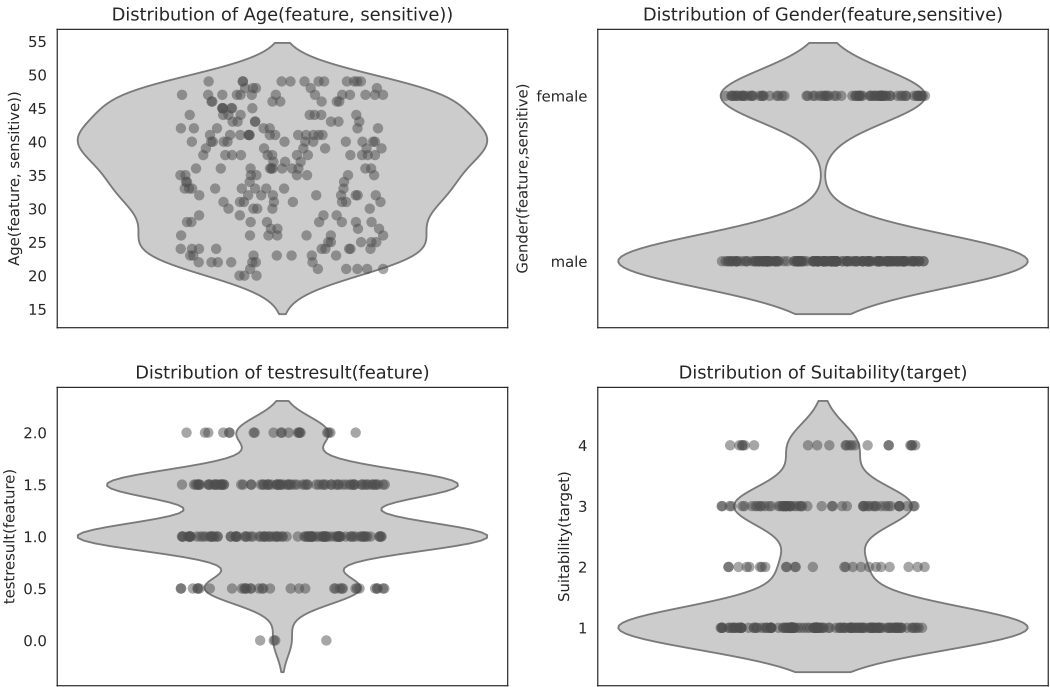 Distribution of Age(feature, sensitive))
Age(feature, sensitive))
55
50
45
40
35
30
25
20
15
Distribution of Gender(feature,sensitive)
Gender(feature,sensitive)
female
male
Distribution of testresult(feature)
testresult(feature)
2.0
1.5
1.0
0.5
0.0
Distribution of Suitability(target)
Suitability(target)
4
3
2
1